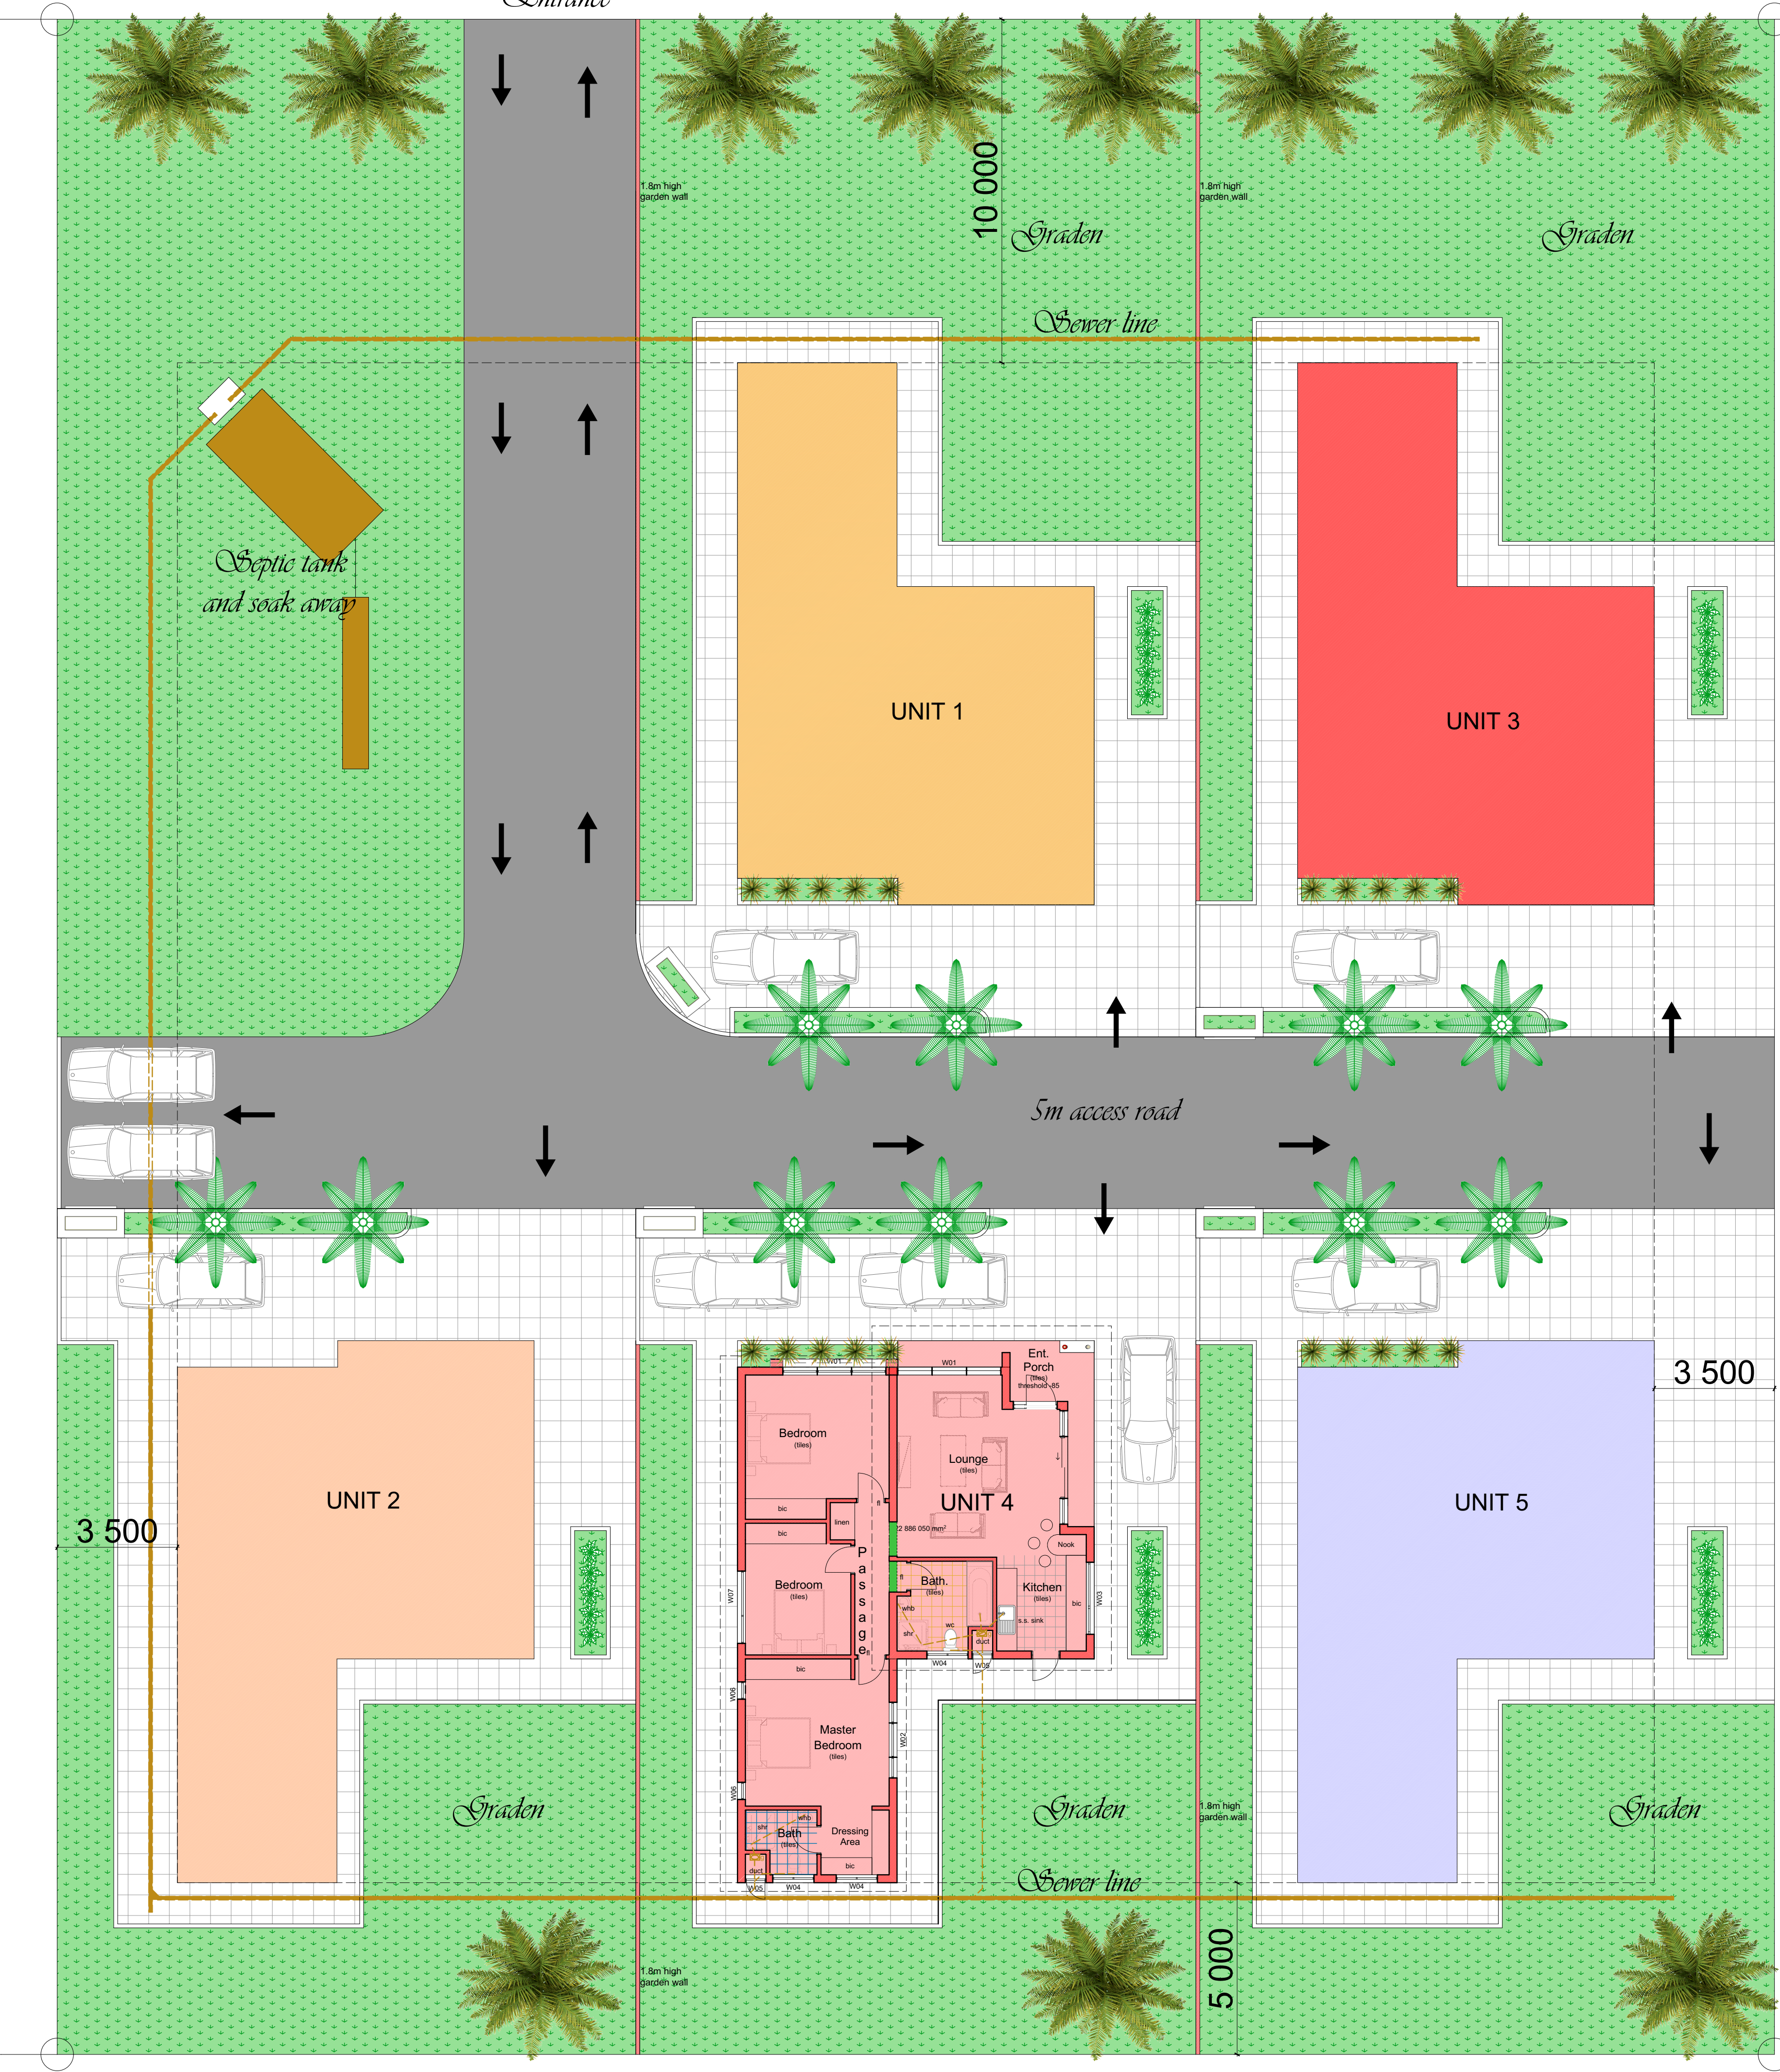 Entrance
1.8m high
garden wall
10 000
1.8m high
garden wall
Graden
Graden
Sewer line
Septic tank
and soak away
UNIT 1
UNIT 3
5m access road
W01
W01
Ent.
Porch
(tiles)
threshold -85
3 500
Bedroom
(tiles)
Lounge
(tiles)
UNIT 2
UNIT 4
UNIT 5
bic
fl
linen
3 500
bic
2 886 050 mm²
Nook
Passage
Bedroom
(tiles)
fl
Bath.
(tiles)
Kitchen
(tiles)
W07
W03
bic
whb
s.s. sink
shr
wc
duct
fl
W04
W05
bic
W06
Master
Bedroom
(tiles)
W02
W06
1.8m high
garden wall
Graden
Graden
Graden
whb
shr
Bath
(tiles)
Dressing
Area
bic
duct
W05
W04
W04
Sewer line
5 000
1.8m high
garden wall